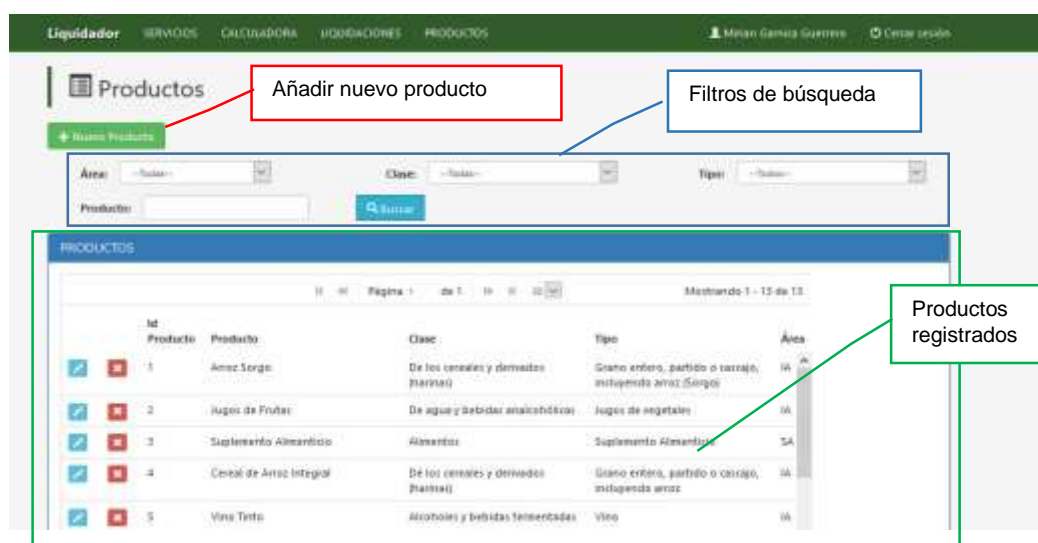 Liquidador SERVICIOS CALCULADORA LIQUIDACIONES PRODUCTOS Cerrar sesión
Productos
Añadir nuevo producto
Filtros de búsqueda
Nuevo Producto
Área: --Todas-- Clase: --Todas-- Tipo: --Todas--
Producto: Buscar
PRODUCTOS
Página 1 de 1 Mostrando 1 - 13 de 13
Productos
registrados
Id
Producto Producto Clase Tipo Área
1 Arroz Sorgo De los cereales y derivados Grano entero, partido o cascajo, IA
(harinas) incluyendo arroz (Sorgo)
2 Jugos de Frutas De agua y bebidas analcohólicas Jugos de vegetales IA
3 Suplemento Alimenticio Alimentos Suplemento Alimenticio SA
4 Cereal de Arroz Integral De los cereales y derivados Grano entero, partido o cascajo, IA
(harinas) incluyendo arroz
5 Vino Tinto Alcoholes y bebidas fermentadas Vino IA